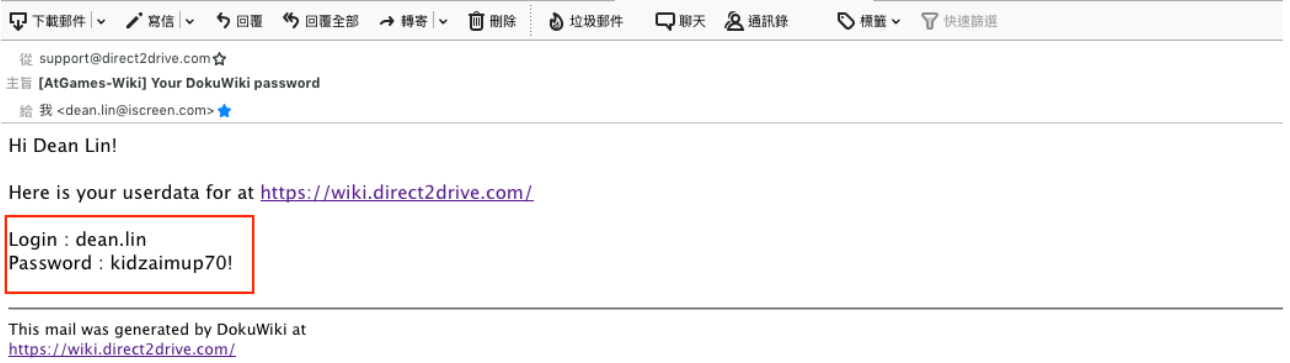 下載郵件 寫信 回覆 回覆全部 轉寄 刪除 垃圾郵件 聊天 通訊錄 標籤 快速篩選
從 support@direct2drive.com
主旨 [AtGames-Wiki] Your DokuWiki password
給 我 <dean.lin@iscreen.com>
Hi Dean Lin!
Here is your userdata for at https://wiki.direct2drive.com/
Login : dean.lin
Password : kidzaimup70!
This mail was generated by DokuWiki at
https://wiki.direct2drive.com/